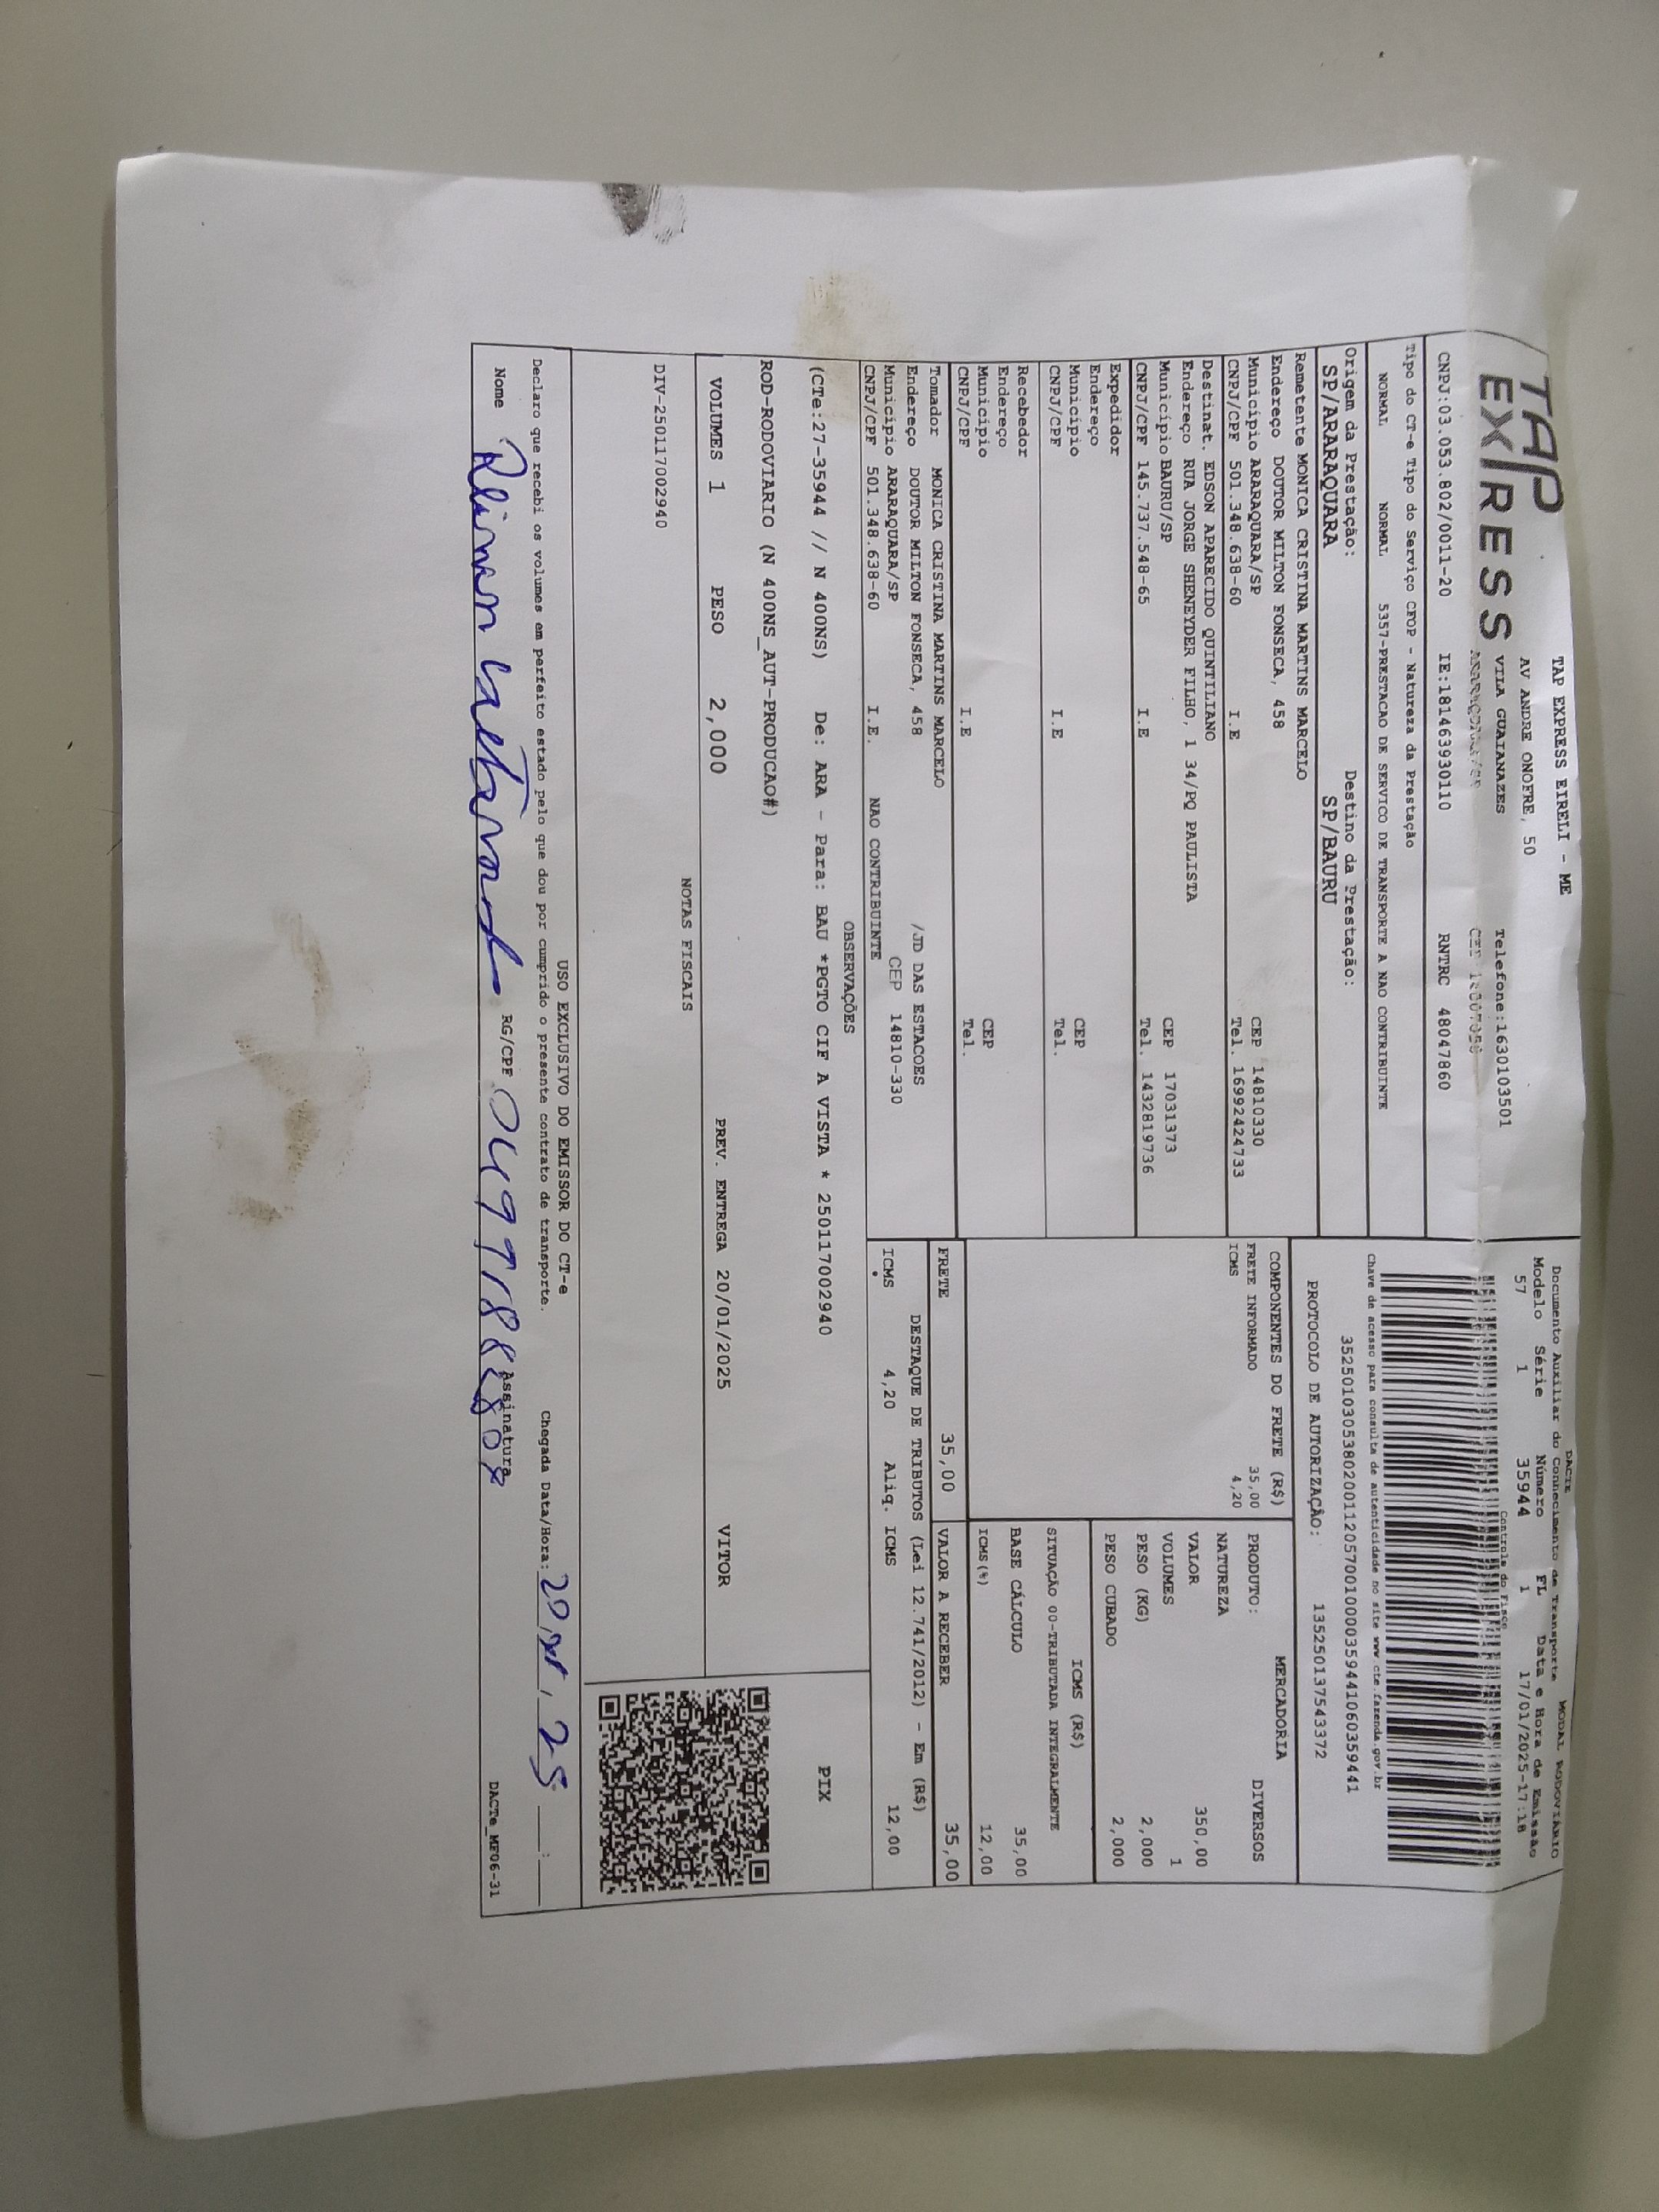 TAP EXPRESS
TAP EXPRESS EIRELI - ME
AV ANDRE ONOFRE, 50
VILA GUAIANAZES Telefone:1630103501
CNPJ:03.053.802/0011-20 IE:181463930110 RNTRC 48047860
DACTE MODAL RODOVIÁRIO
Documento Auxiliar do Conhecimento de Transporte
Modelo Série Número FL Data e Hora de Emissão
57 1 35944 1 17/01/2025-17:18
Controle do Fisco
Tipo do CT-e Tipo do Serviço CFOP - Natureza da Prestação
NORMAL NORMAL 5357-PRESTACAO DE SERVICO DE TRANSPORTE A NAO CONTRIBUINTE
Chave de acesso para consulta de autenticidade no site www.cte.fazenda.gov.br
35250103053802001120570010000359441060359441
Origem da Prestação: Destino da Prestação:
SP/ARARAQUARA SP/BAURU
PROTOCOLO DE AUTORIZAÇÃO: 135250137543372
Remetente MONICA CRISTINA MARTINS MARCELO
Endereço DOUTOR MILTON FONSECA, 458
Município ARARAQUARA/SP CEP 14810330
CNPJ/CPF 501.348.638-60 I.E Tel. 16992424733
Destinat. EDSON APARECIDO QUINTILIANO
Endereço RUA JORGE SHENEYDER FILHO, 1 34/PQ PAULISTA
Município BAURU/SP CEP 17031373
CNPJ/CPF 145.737.548-65 I.E Tel. 1432819736
Expedidor
Endereço
Município CEP
CNPJ/CPF I.E Tel.
Recebedor
Endereço
Município CEP
CNPJ/CPF I.E Tel.
Tomador MONICA CRISTINA MARTINS MARCELO
Endereço DOUTOR MILTON FONSECA, 458 /JD DAS ESTACOES
Município ARARAQUARA/SP CEP 14810-330
CNPJ/CPF 501.348.638-60 I.E. NAO CONTRIBUINTE
COMPONENTES DO FRETE (R$)
FRETE INFORMADO 35,00
ICMS 4,20
MERCADORIA
PRODUTO: DIVERSOS
NATUREZA
VALOR 350,00
VOLUMES 1
PESO (KG) 2,000
PESO CUBADO 2,000
ICMS (R$)
SITUAÇÃO 00-TRIBUTADA INTEGRALMENTE
BASE CÁLCULO 35,00
ICMS(%) 12,00
FRETE 35,00 VALOR A RECEBER 35,00
DESTAQUE DE TRIBUTOS (Lei 12.741/2012) - Em (R$)
ICMS 4,20 Aliq. ICMS 12,00
OBSERVAÇÕES
(CTe:27-35944 // N 400NS) De: ARA - Para: BAU *PGTO CIF A VISTA * 250117002940
PIX
ROD-RODOVIARIO (N 400NS_AUT-PRODUCAO#)
VOLUMES 1 PESO 2,000 PREV. ENTREGA 20/01/2025 VITOR
NOTAS FISCAIS
DIV-250117002940
USO EXCLUSIVO DO EMISSOR DO CT-e
Declaro que recebi os volumes em perfeito estado pelo que dou por cumprido o presente contrato de transporte. Chegada Data/Hora: 20, 01, 25 __:__
Nome RG/CPF Assinatura
DACTe_MF06-31